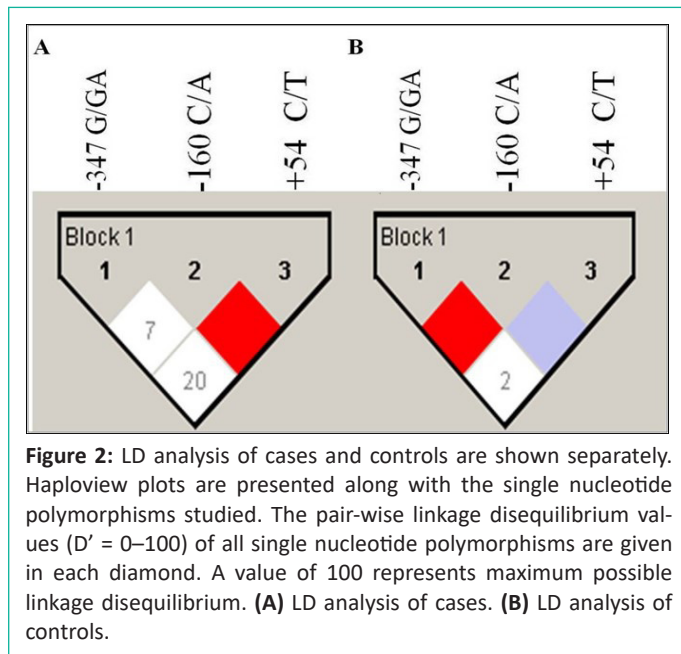 A
B
-347 G/GA
-160 C/A
+54 C/T
-347 G/GA
-160 C/A
+54 C/T
Block 1
1 2 3
7
20
Block 1
1 2 3
2
Figure 2: LD analysis of cases and controls are shown separately.
Haploview plots are presented along with the single nucleotide
polymorphisms studied. The pair-wise linkage disequilibrium val-
ues (D' = 0–100) of all single nucleotide polymorphisms are given
in each diamond. A value of 100 represents maximum possible
linkage disequilibrium. (A) LD analysis of cases. (B) LD analysis of
controls.